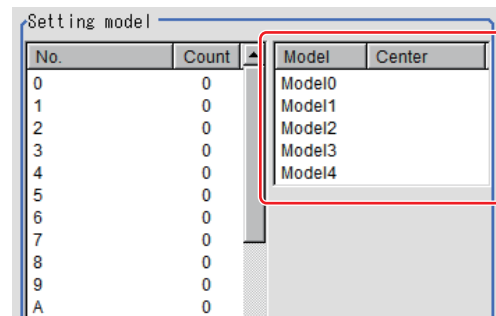 Setting model
No. Count Model Center
0 0 Model0
1 0 Model1
2 0 Model2
3 0 Model3
4 0 Model4
5 0
6 0
7 0
8 0
9 0
A 0